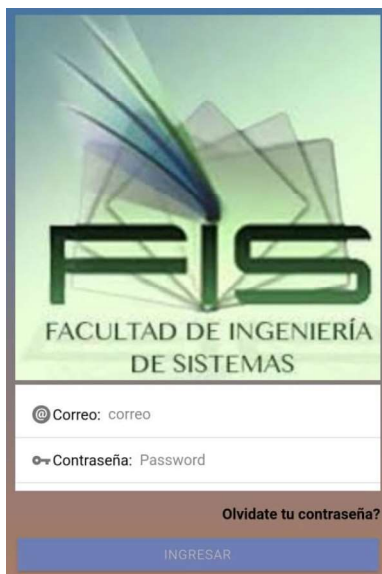 FIS
FACULTAD DE INGENIERÍA
DE SISTEMAS
Correo: correo
Contraseña: Password
Olvidate tu contraseña?
INGRESAR